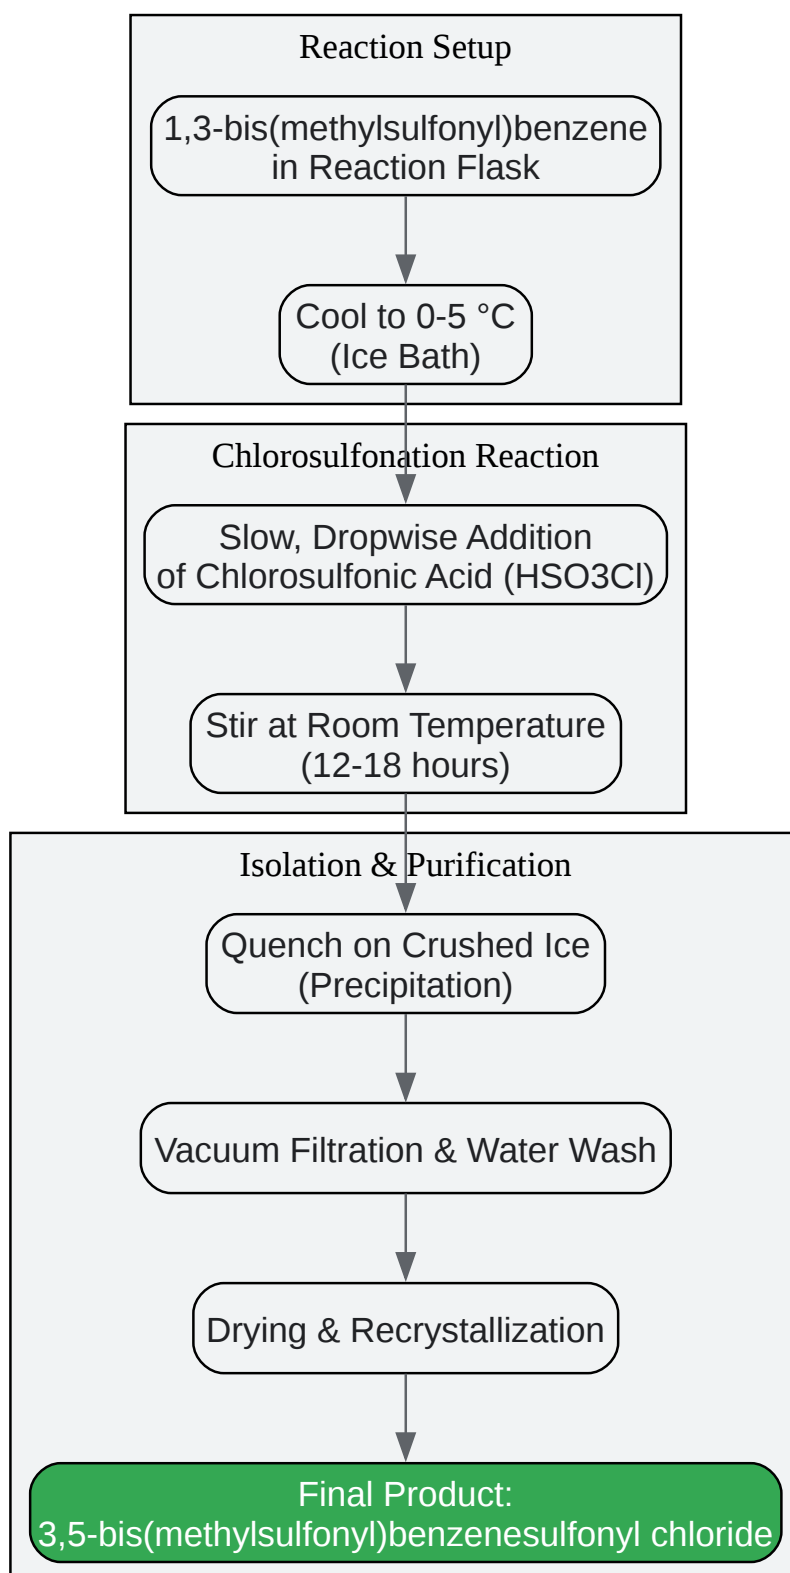 Reaction Setup
1,3-bis(methylsulfonyl)benzene
in Reaction Flask
Cool to 0-5 °C
(Ice Bath)
Chlorosulfonation Reaction
Slow, Dropwise Addition
of Chlorosulfonic Acid (HSO3Cl)
Stir at Room Temperature
(12-18 hours)
Isolation & Purification
Quench on Crushed Ice
(Precipitation)
Vacuum Filtration & Water Wash
Drying & Recrystallization
Final Product:
3,5-bis(methylsulfonyl)benzenesulfonyl chloride